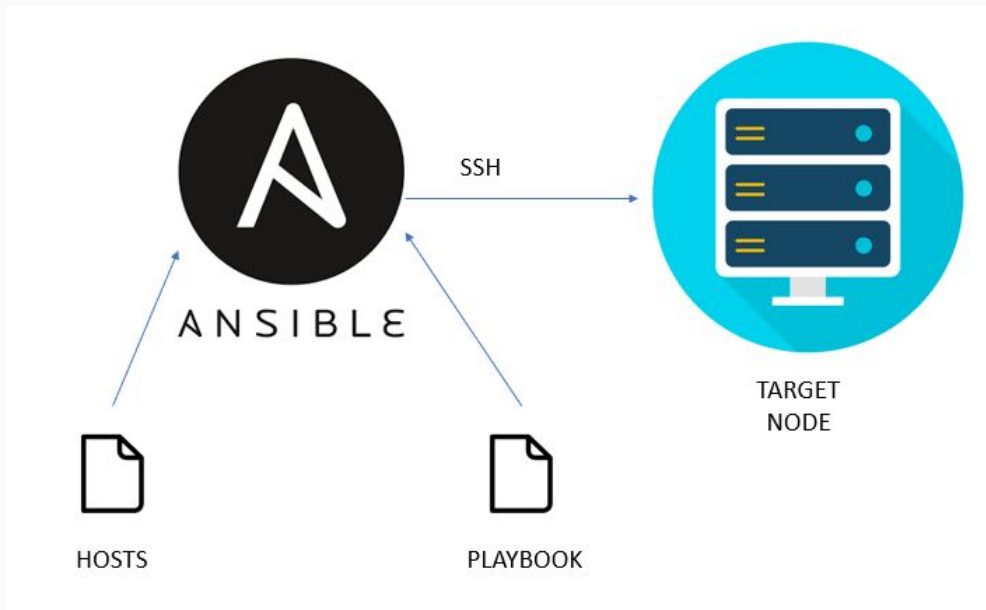 SSH
ANSIBLE
TARGET
NODE
HOSTS
PLAYBOOK